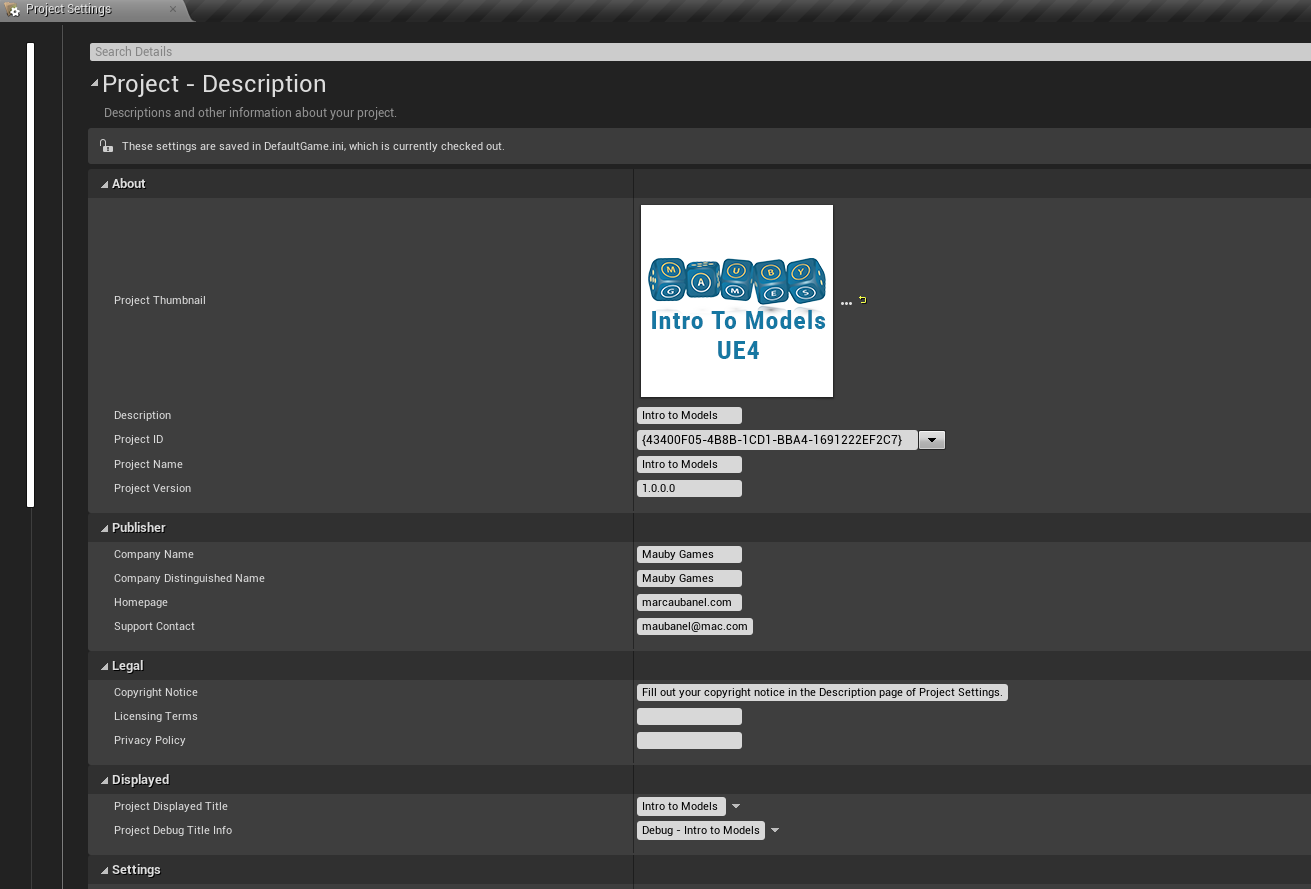 Project Settings
Search Details
Project - Description
Descriptions and other information about your project.
These settings are saved in DefaultGame.ini, which is currently checked out.
About
Project Thumbnail
M A U B Y
G A M E S
Intro To Models
UE4
Description Intro to Models
Project ID {43400F05-4B8B-1CD1-BBA4-1691222EF2C7}
Project Name Intro to Models
Project Version 1.0.0.0
Publisher
Company Name Mauby Games
Company Distinguished Name Mauby Games
Homepage marcaubanel.com
Support Contact maubanel@mac.com
Legal
Copyright Notice Fill out your copyright notice in the Description page of Project Settings.
Licensing Terms
Privacy Policy
Displayed
Project Displayed Title Intro to Models
Project Debug Title Info Debug - Intro to Models
Settings